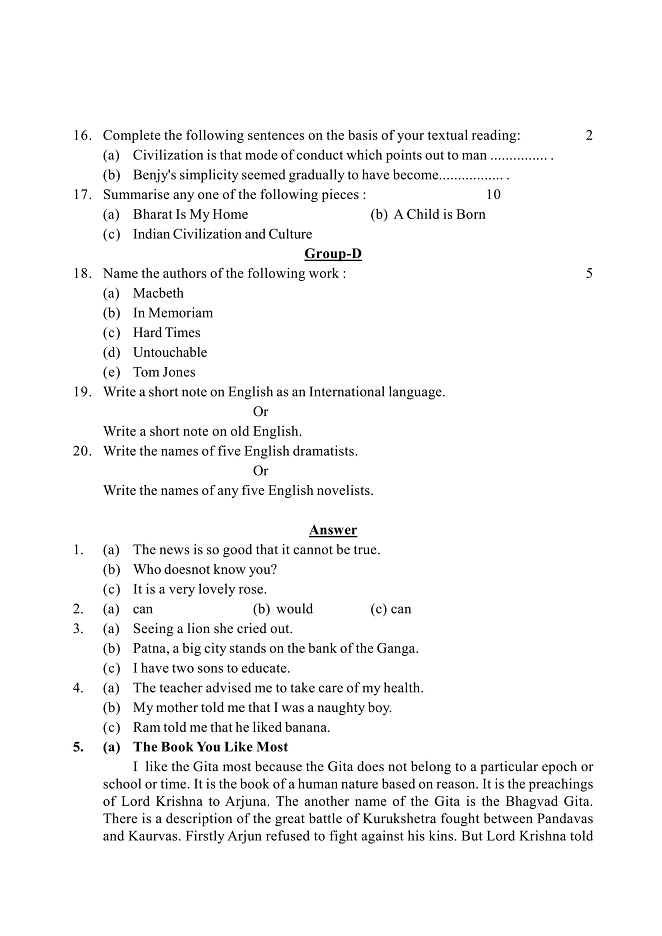 16. Complete the following sentences on the basis of your textual reading: 2
(a) Civilization is that mode of conduct which points out to man ............... .
(b) Benjy's simplicity seemed gradually to have become................. .
17. Summarise any one of the following pieces : 10
(a) Bharat Is My Home (b) A Child is Born
(c) Indian Civilization and Culture
Group-D
18. Name the authors of the following work : 5
(a) Macbeth
(b) In Memoriam
(c) Hard Times
(d) Untouchable
(e) Tom Jones
19. Write a short note on English as an International language.
Or
Write a short note on old English.
20. Write the names of five English dramatists.
Or
Write the names of any five English novelists.
Answer
1. (a) The news is so good that it cannot be true.
(b) Who doesnot know you?
(c) It is a very lovely rose.
2. (a) can (b) would (c) can
3. (a) Seeing a lion she cried out.
(b) Patna, a big city stands on the bank of the Ganga.
(c) I have two sons to educate.
4. (a) The teacher advised me to take care of my health.
(b) My mother told me that I was a naughty boy.
(c) Ram told me that he liked banana.
5. (a) The Book You Like Most
I like the Gita most because the Gita does not belong to a particular epoch or
school or time. It is the book of a human nature based on reason. It is the preachings
of Lord Krishna to Arjuna. The another name of the Gita is the Bhagvad Gita.
There is a description of the great battle of Kurukshetra fought between Pandavas
and Kaurvas. Firstly Arjun refused to fight against his kins. But Lord Krishna told